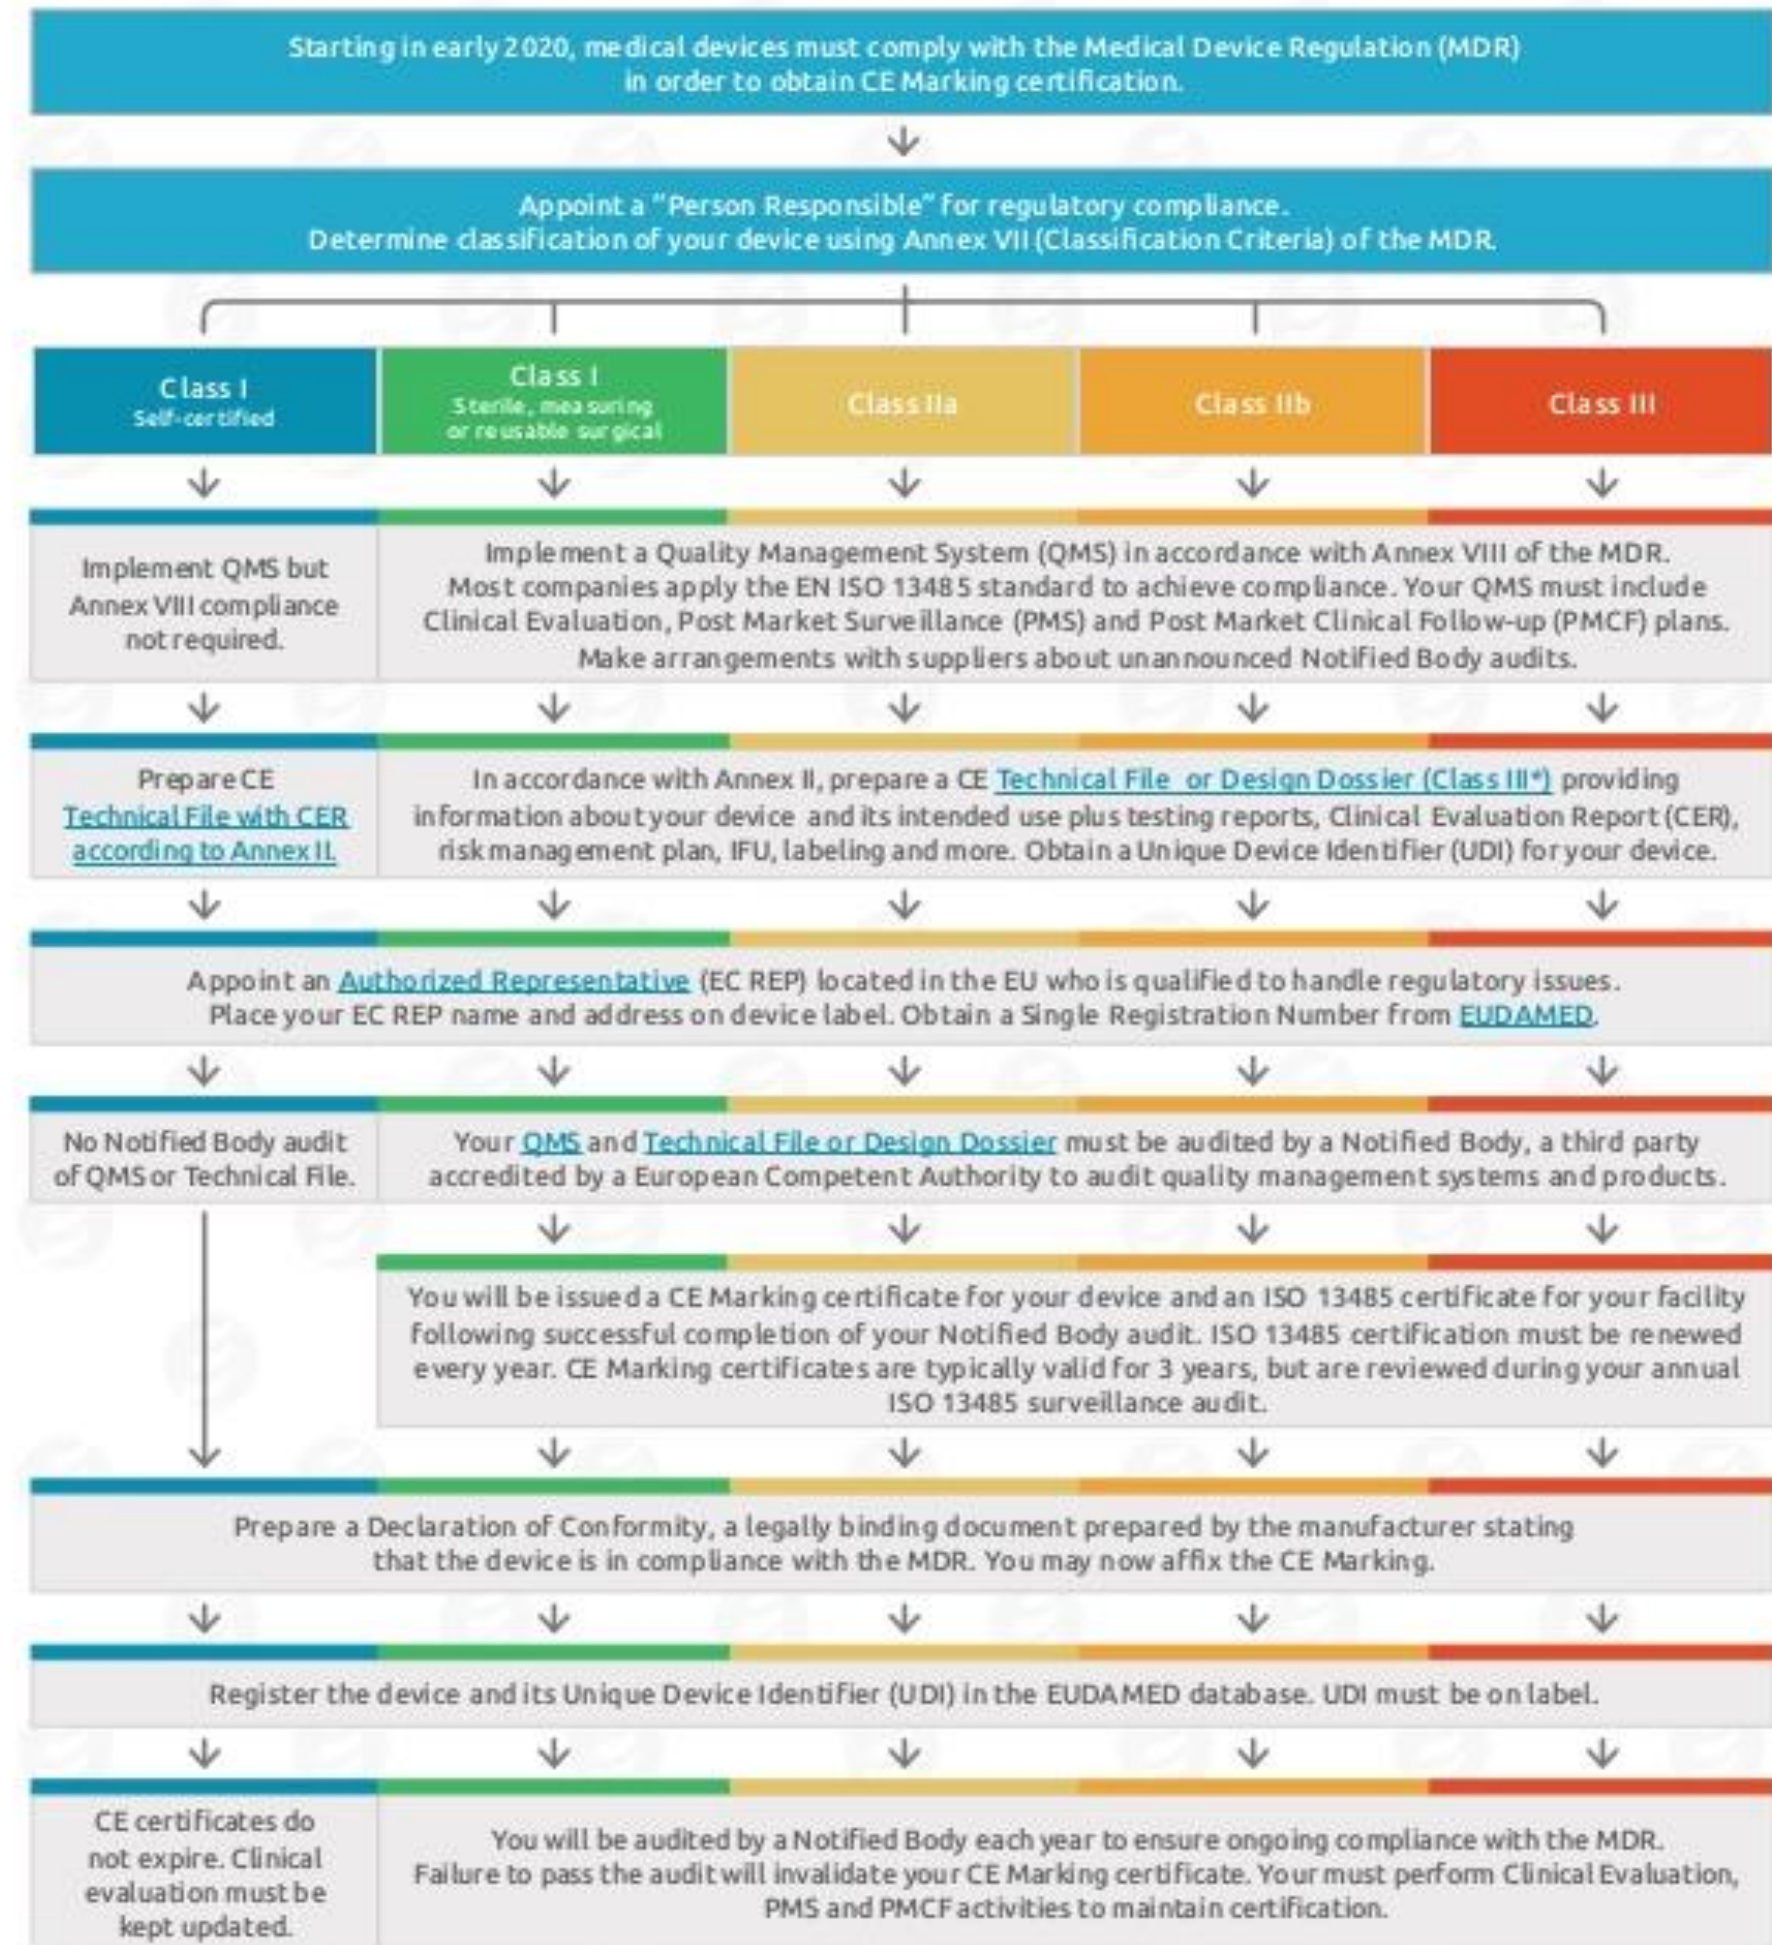 Starting in early 2020, medical devices must comply with the Medical Device Regulation (MDR)
in order to obtain CE Marking certification.
Appoint a “Person Responsible” for regulatory compliance.
Determine classification of your device using Annex VII (Classification Criteria) of the MDR.
Class I
Self-certified
Class I
Sterile, measuring
or reusable surgical
Class IIa
Class IIb
Class III
Implement QMS but
Annex VIII compliance
not required.
Implement a Quality Management System (QMS) in accordance with Annex VIII of the MDR.
Most companies apply the EN ISO 13485 standard to achieve compliance. Your QMS must include
Clinical Evaluation, Post Market Surveillance (PMS) and Post Market Clinical Follow-up (PMCF) plans.
Make arrangements with suppliers about unannounced Notified Body audits.
Prepare CE
Technical File with CER
according to Annex II.
In accordance with Annex II, prepare a CE Technical File or Design Dossier (Class III*) providing
information about your device and its intended use plus testing reports, Clinical Evaluation Report (CER),
risk management plan, IFU, labeling and more. Obtain a Unique Device Identifier (UDI) for your device.
Appoint an Authorized Representative (EC REP) located in the EU who is qualified to handle regulatory issues.
Place your EC REP name and address on device label. Obtain a Single Registration Number from EUDAMED.
No Notified Body audit
of QMS or Technical File.
Your QMS and Technical File or Design Dossier must be audited by a Notified Body, a third party
accredited by a European Competent Authority to audit quality management systems and products.
You will be issued a CE Marking certificate for your device and an ISO 13485 certificate for your facility
following successful completion of your Notified Body audit. ISO 13485 certification must be renewed
every year. CE Marking certificates are typically valid for 3 years, but are reviewed during your annual
ISO 13485 surveillance audit.
Prepare a Declaration of Conformity, a legally binding document prepared by the manufacturer stating
that the device is in compliance with the MDR. You may now affix the CE Marking.
Register the device and its Unique Device Identifier (UDI) in the EUDAMED database. UDI must be on label.
CE certificates do
not expire. Clinical
evaluation must be
kept updated.
You will be audited by a Notified Body each year to ensure ongoing compliance with the MDR.
Failure to pass the audit will invalidate your CE Marking certificate. Your must perform Clinical Evaluation,
PMS and PMCF activities to maintain certification.